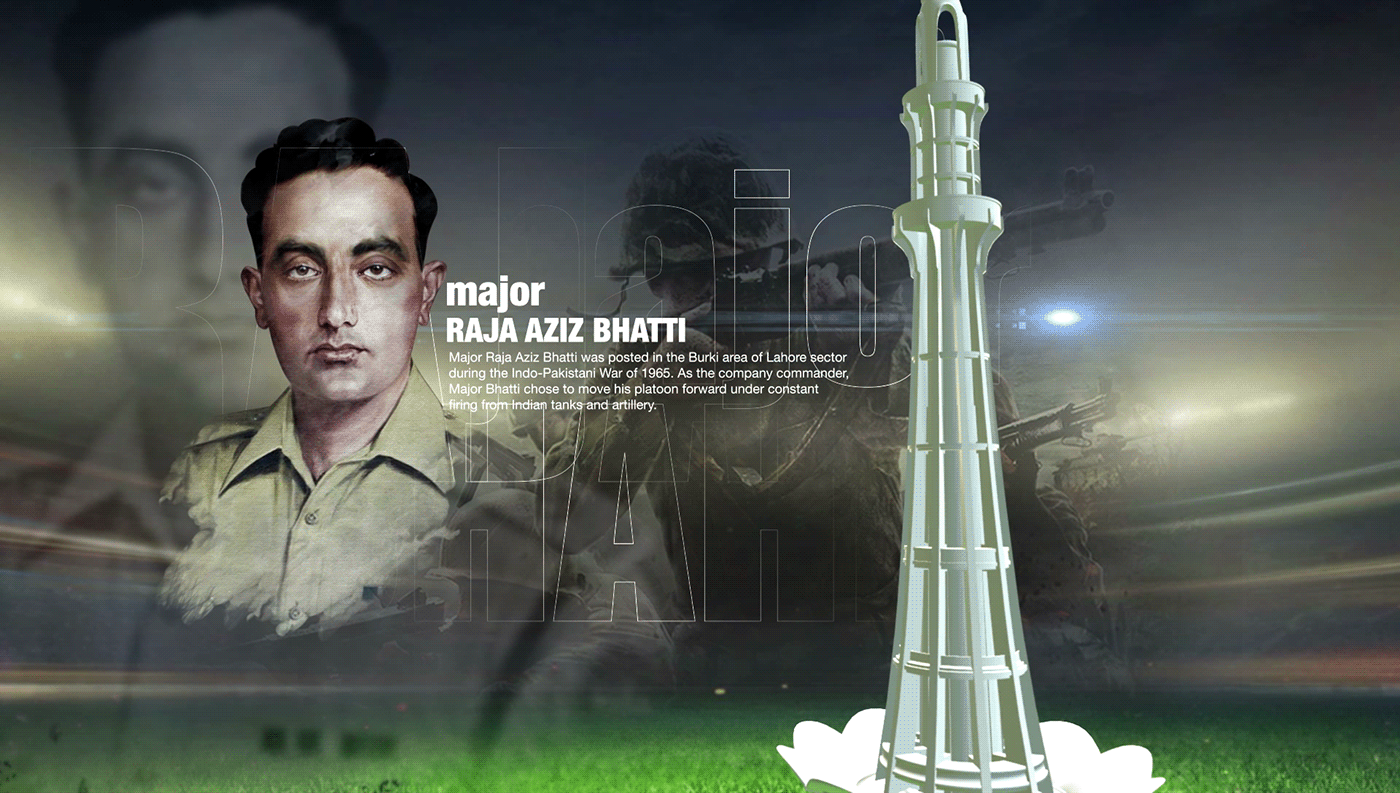 major
RAJA AZIZ BHATTI
Major Raja Aziz Bhatti was posted in the Burki area of Lahore sector
during the Indo-Pakistani War of 1965. As the company commander,
Major Bhatti chose to move his platoon forward under constant
firing from Indian tanks and artillery.